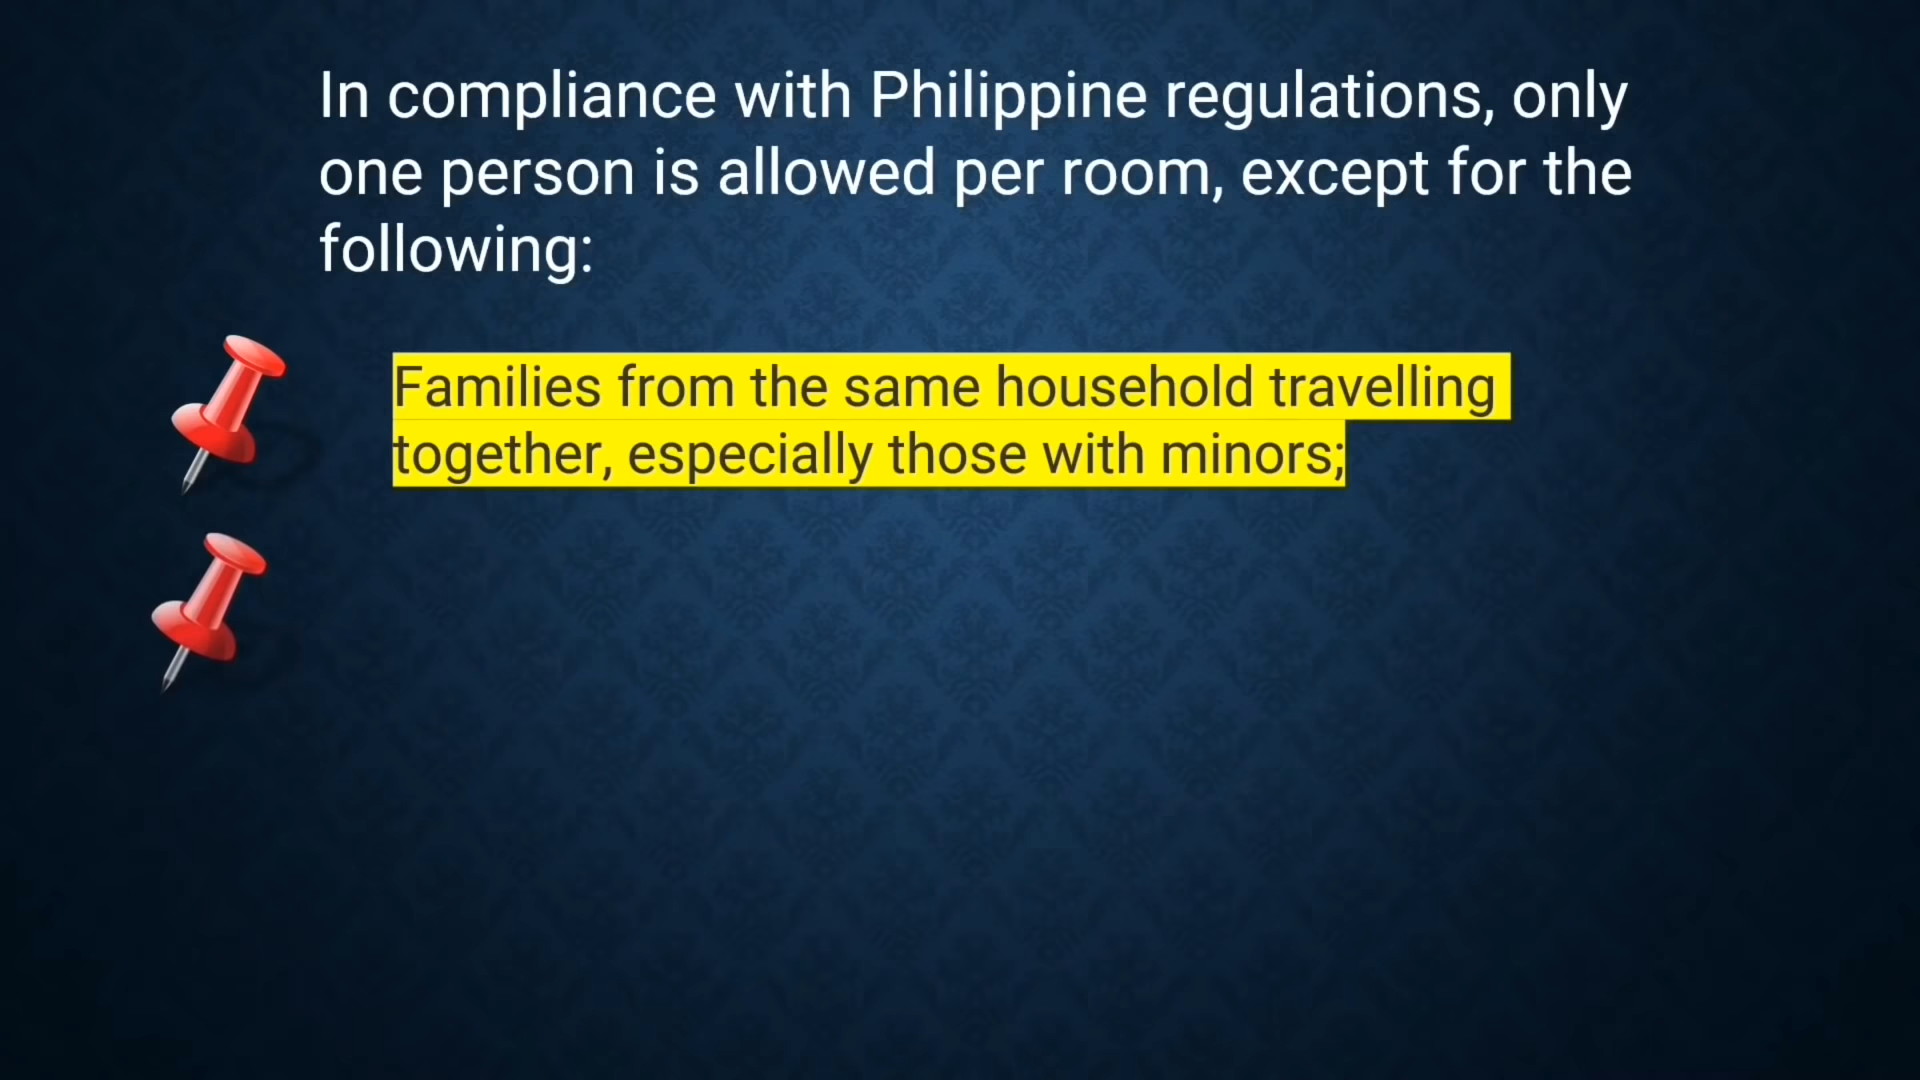 In compliance with Philippine regulations, only
one person is allowed per room, except for the
following:
Families from the same household travelling
together, especially those with minors;